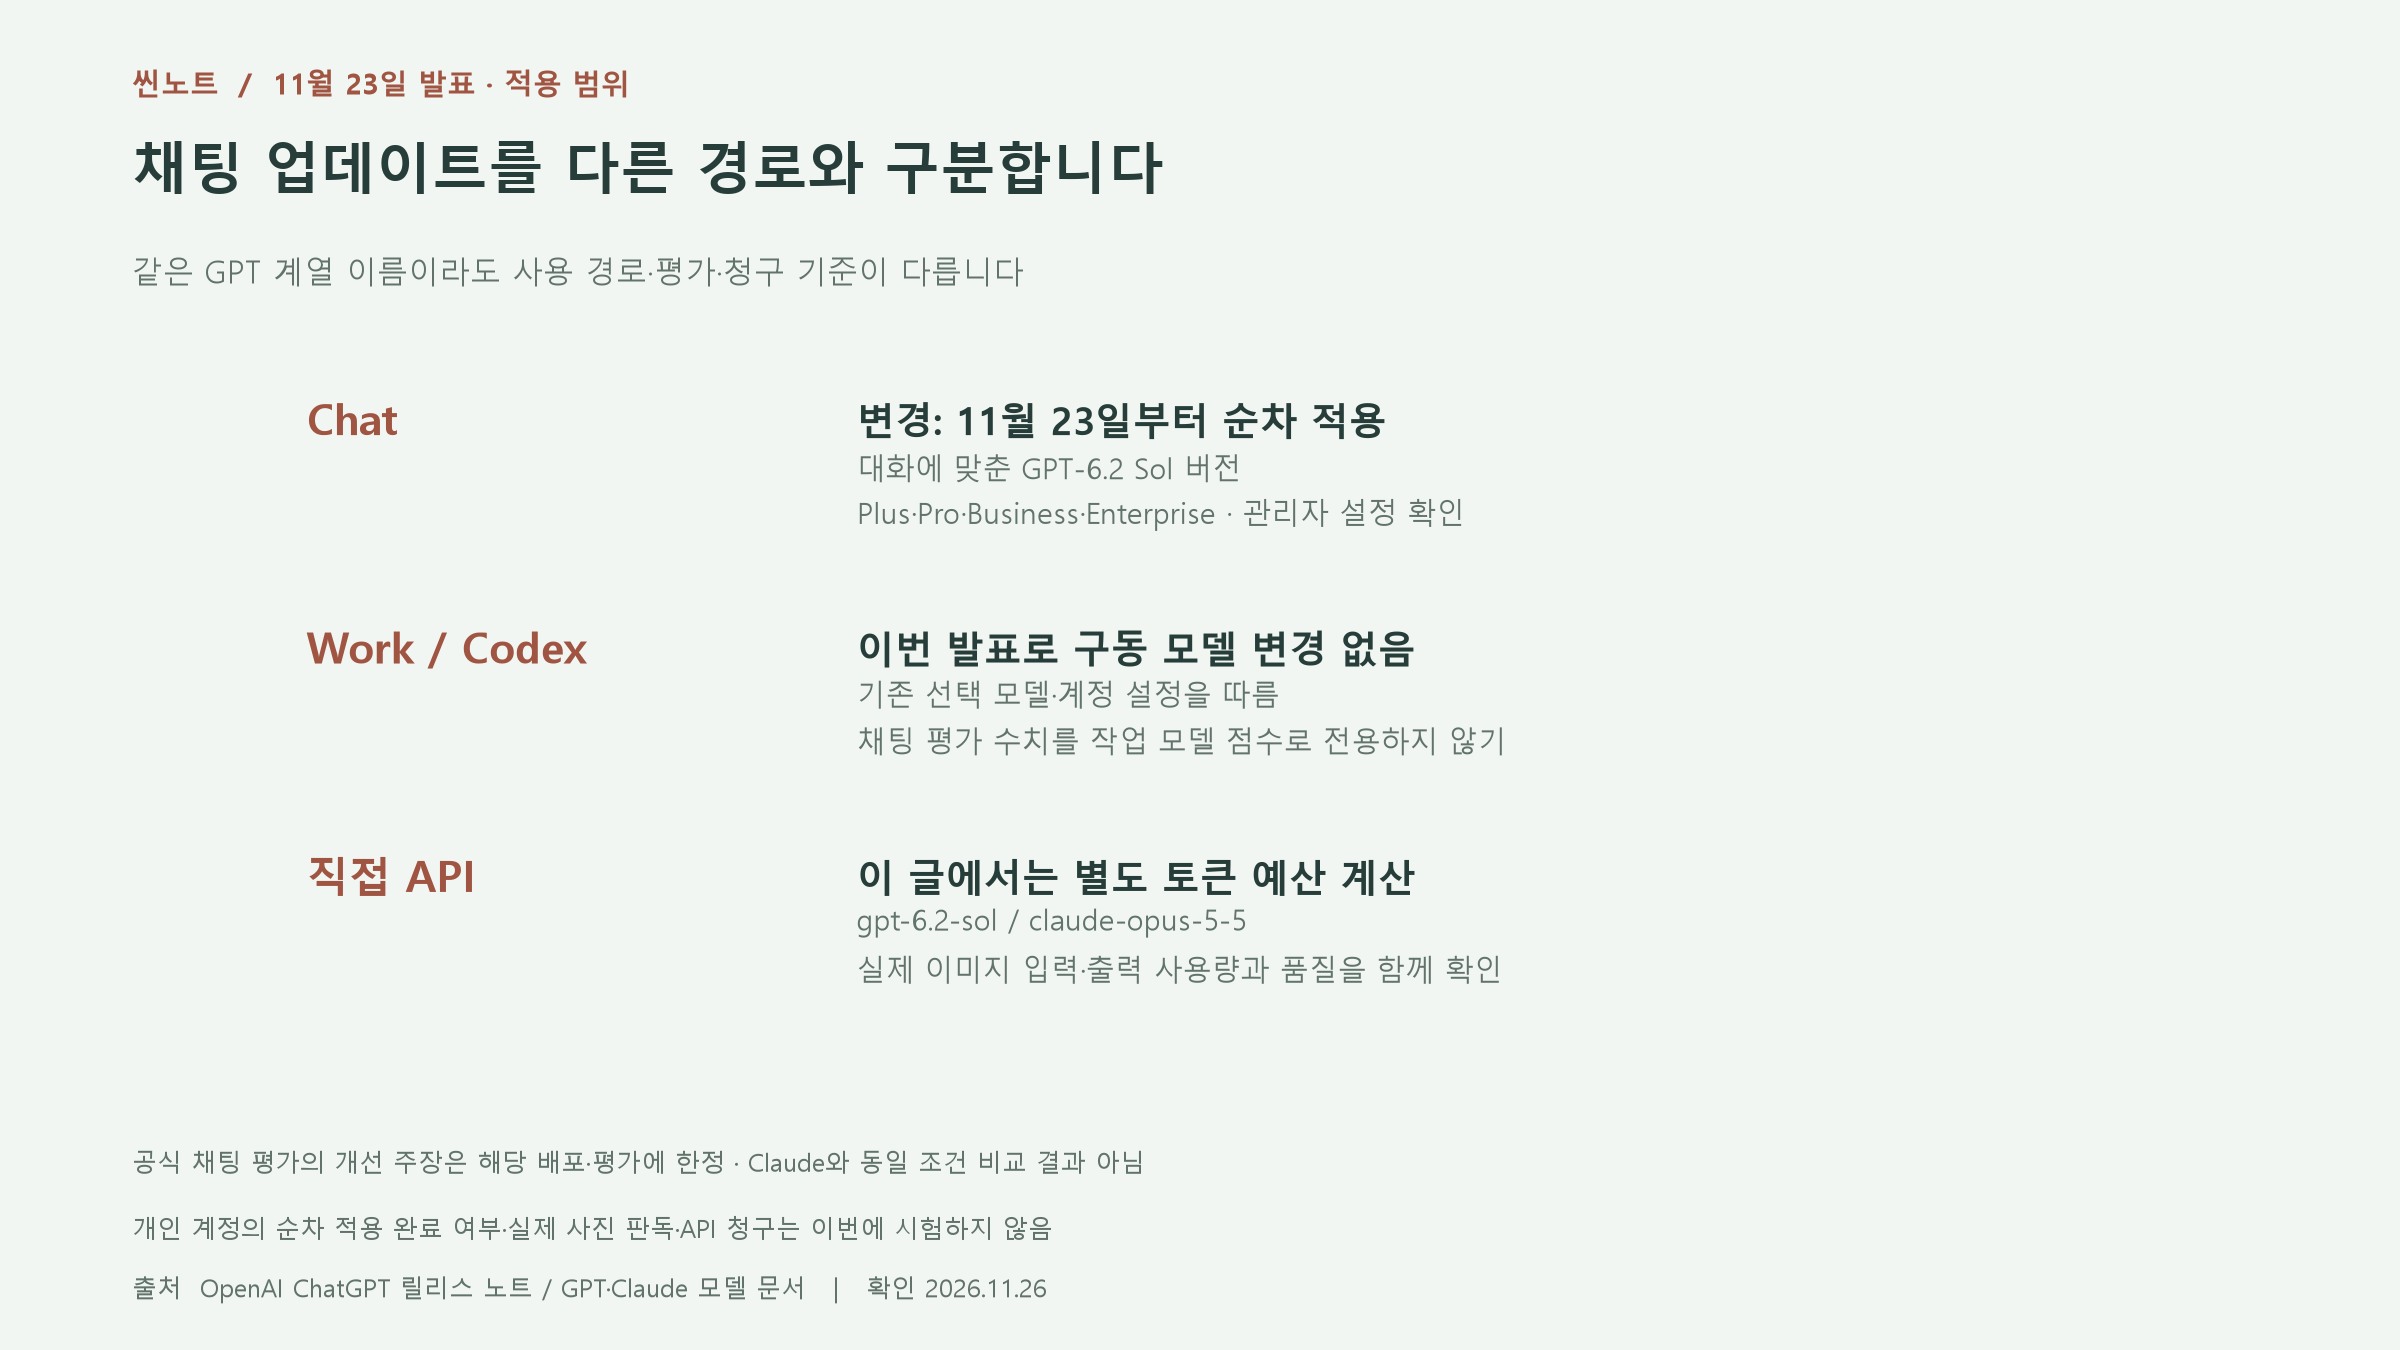 씬노트 / 11월 23일 발표 · 적용 범위
채팅 업데이트를 다른 경로와 구분합니다
같은 GPT 계열 이름이라도 사용 경로·평가·청구 기준이 다릅니다
Chat
변경: 11월 23일부터 순차 적용
대화에 맞춘 GPT-6.2 Sol 버전
Plus·Pro·Business·Enterprise · 관리자 설정 확인
Work / Codex
이번 발표로 구동 모델 변경 없음
기존 선택 모델·계정 설정을 따름
채팅 평가 수치를 작업 모델 점수로 전용하지 않기
직접 API
이 글에서는 별도 토큰 예산 계산
gpt-6.2-sol / claude-opus-5-5
실제 이미지 입력·출력 사용량과 품질을 함께 확인
공식 채팅 평가의 개선 주장은 해당 배포·평가에 한정 · Claude와 동일 조건 비교 결과 아님
개인 계정의 순차 적용 완료 여부·실제 사진 판독·API 청구는 이번에 시험하지 않음
출처 OpenAI ChatGPT 릴리스 노트 / GPT·Claude 모델 문서 | 확인 2026.11.26